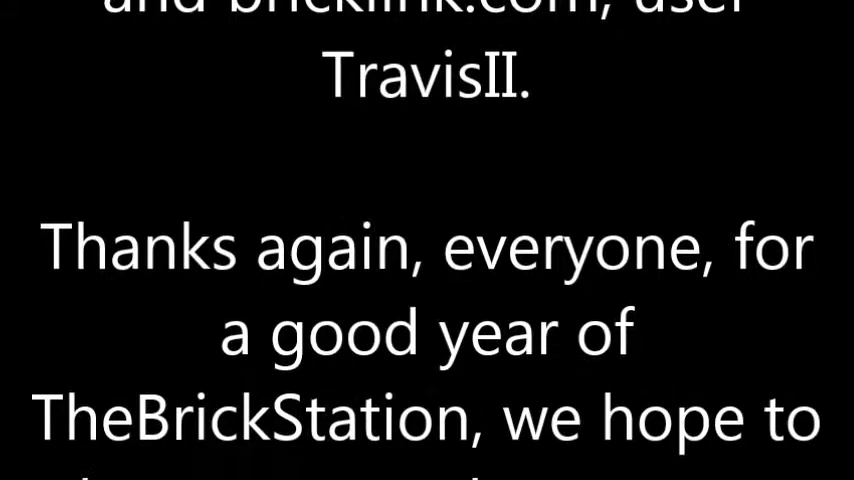 and bricklink.com, user
TravisII.
Thanks again, everyone, for
a good year of
TheBrickStation, we hope to